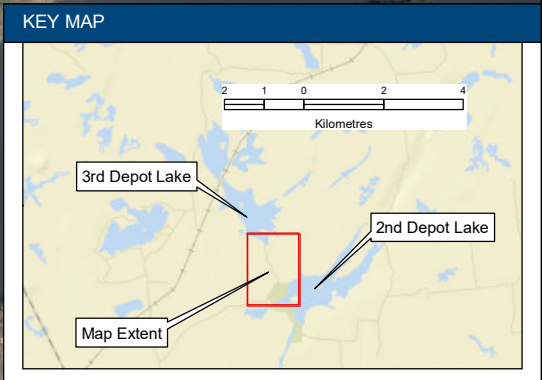 KEY MAP
2 1 0 2 4
Kilometres
3rd Depot Lake
2nd Depot Lake
Map Extent